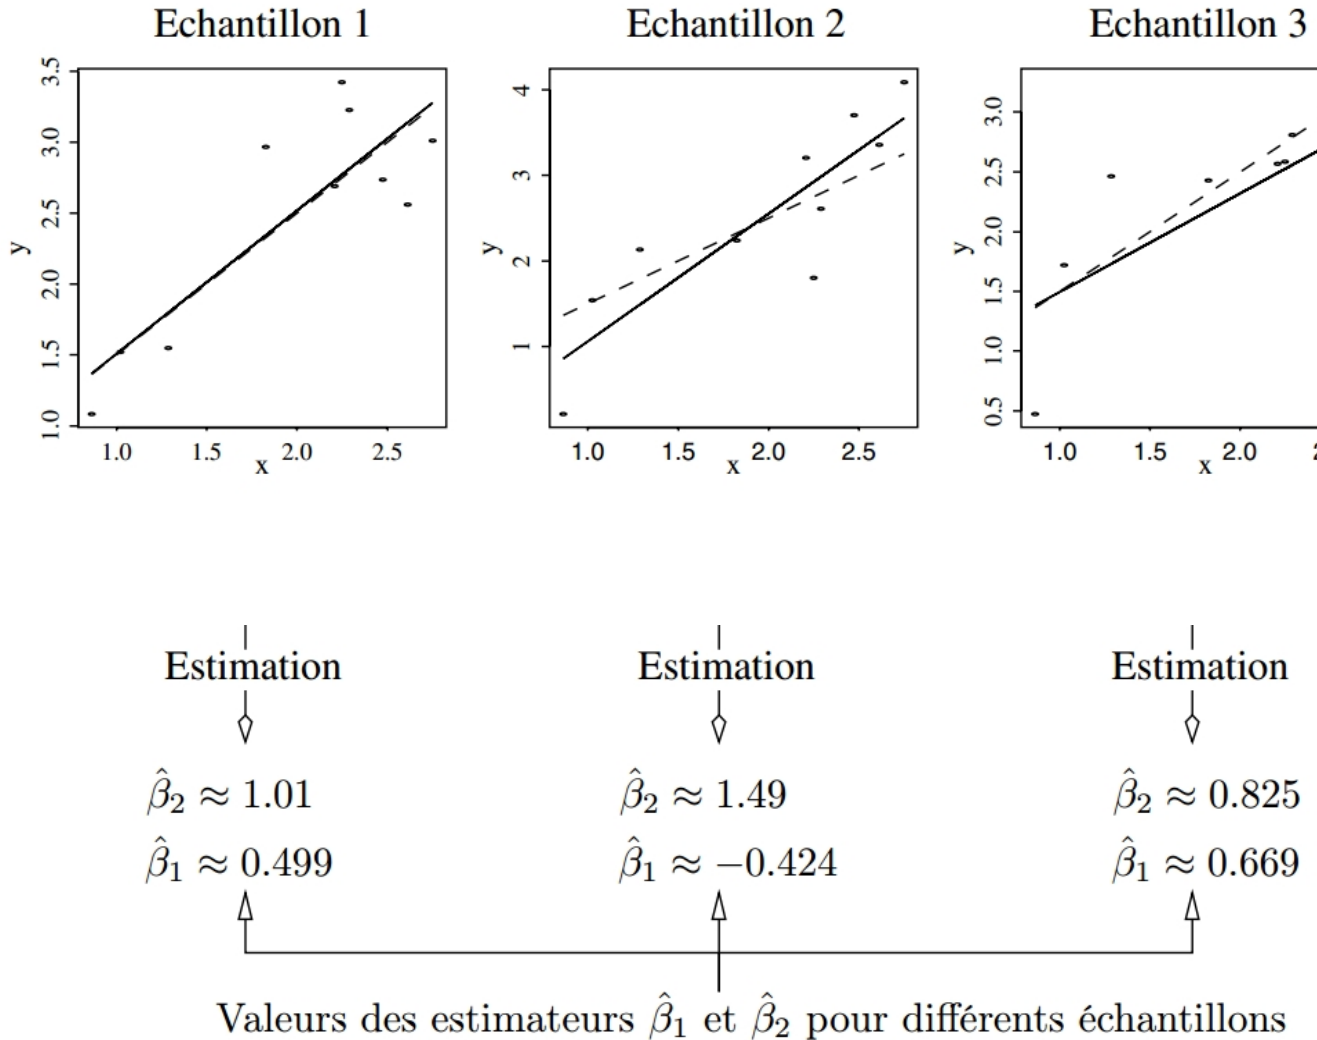 Echantillon 1
Echantillon 2
Echantillon 3
3.5
3.0
2.5
2.0
1.5
1.0
y
1.0 1.5 2.0 2.5
x
4
3
2
1
y
1.0 1.5 2.0 2.5
x
3.0
2.5
2.0
1.5
1.0
0.5
y
1.0 1.5 2.0
x
Estimation
Estimation
Estimation
β̂₂ ≈ 1.01
β̂₂ ≈ 1.49
β̂₂ ≈ 0.825
β̂₁ ≈ 0.499
β̂₁ ≈ −0.424
β̂₁ ≈ 0.669
Valeurs des estimateurs β̂₁ et β̂₂ pour différents échantillons